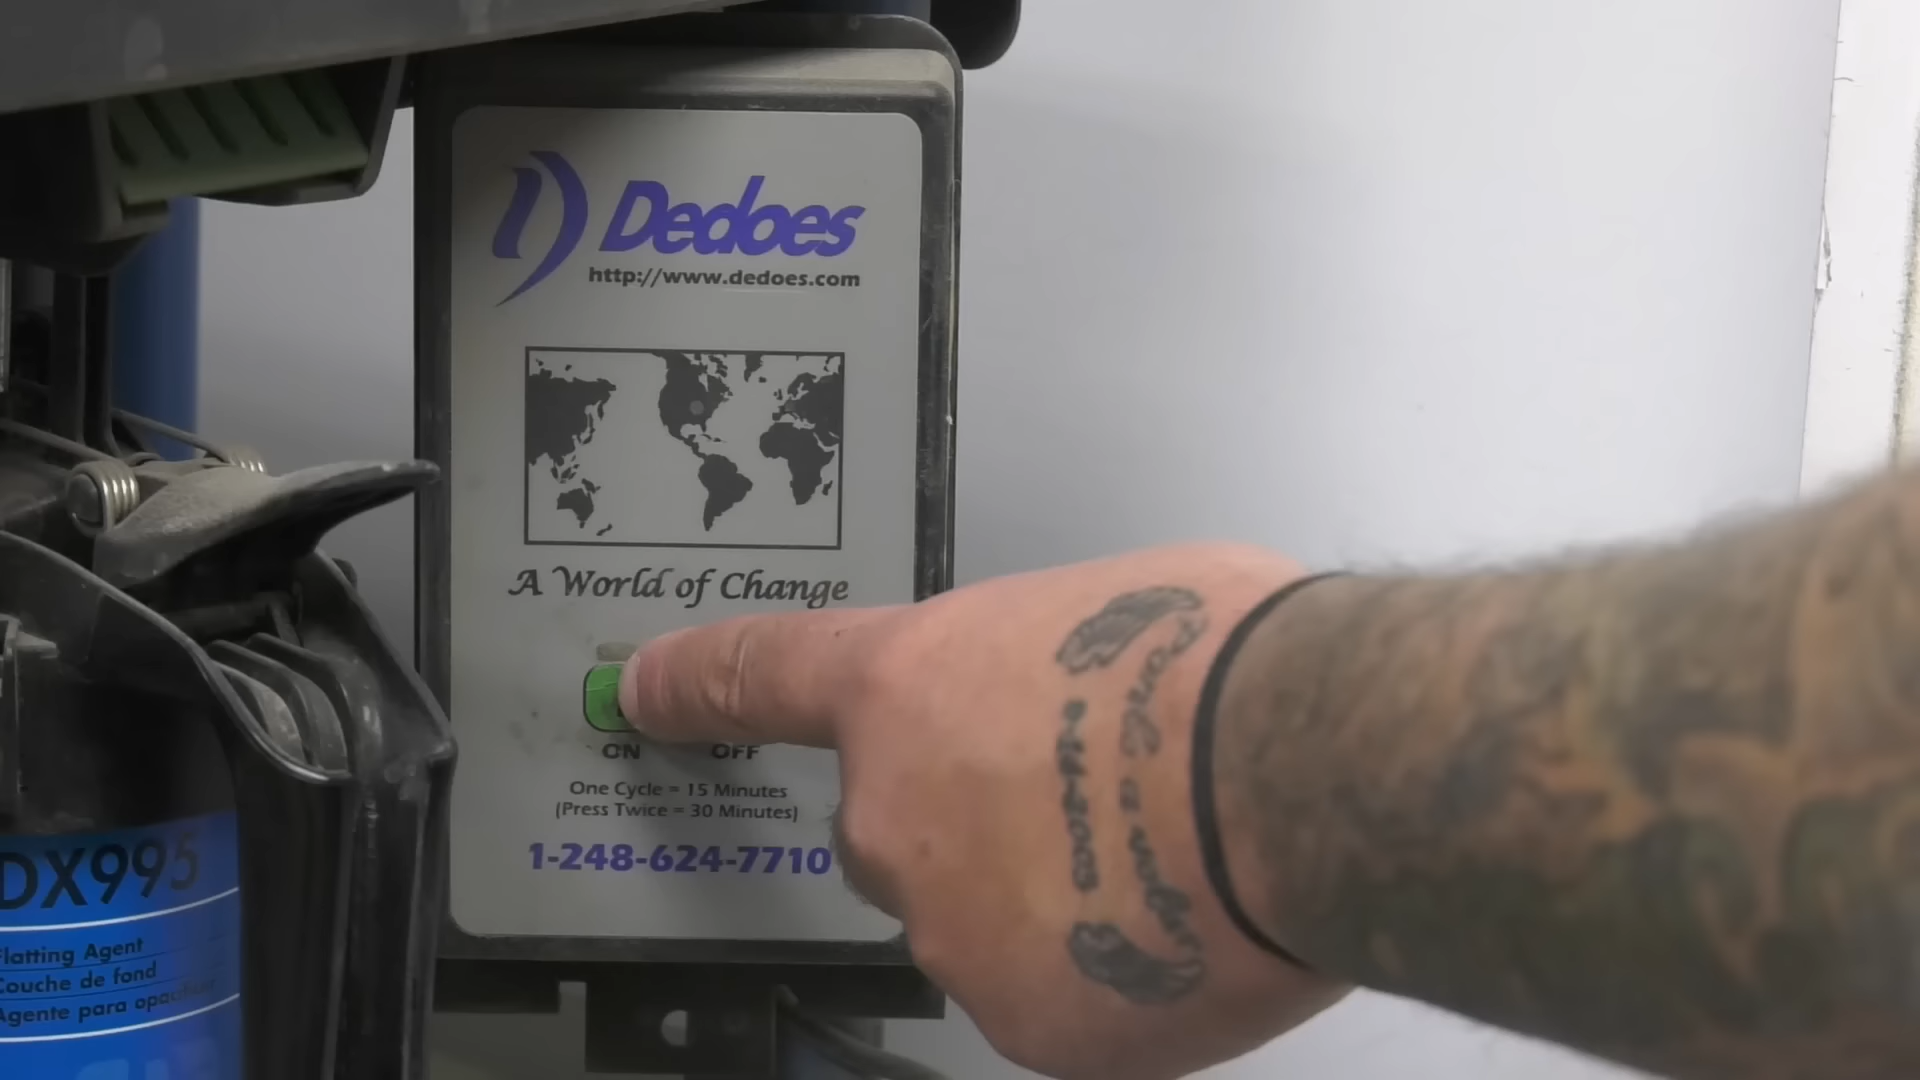 Dedoes
http://www.dedoes.com
A World of Change
ON OFF
One Cycle = 15 Minutes
(Press Twice = 30 Minutes)
1-248-624-7710
DX995
Flatting Agent
Couche de fond
Agente para